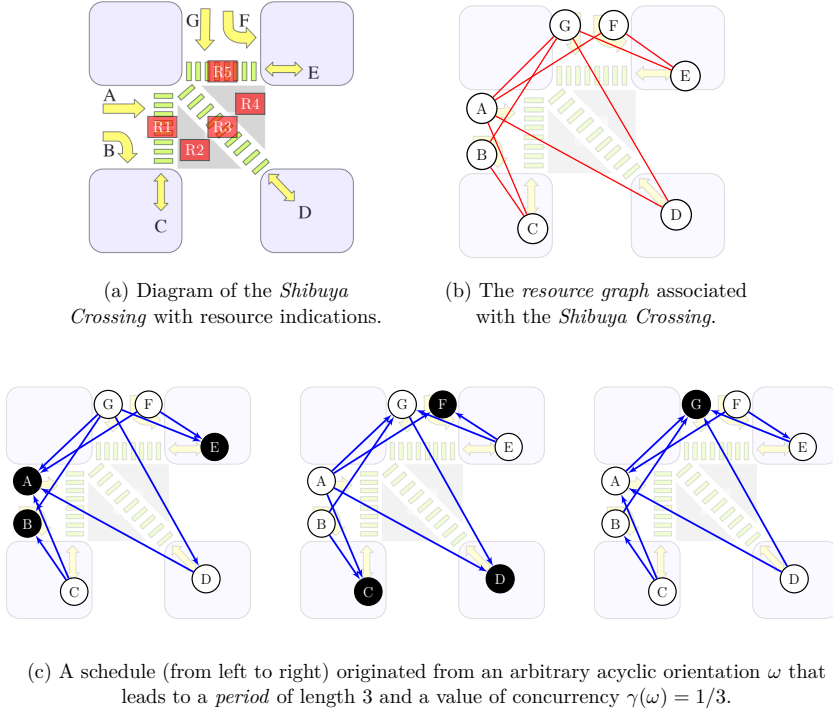 G F
R5 E
A R4
R1 R3
B R2
C D
G F
E
A
B
D
C
(a) Diagram of the Shibuya
Crossing with resource indications.
(b) The resource graph associated
with the Shibuya Crossing.
G F
E
A
B
D
C
G F
E
A
B
D
C
G F
E
A
B
D
C
(c) A schedule (from left to right) originated from an arbitrary acyclic orientation ω that
leads to a period of length 3 and a value of concurrency γ(ω) = 1/3.